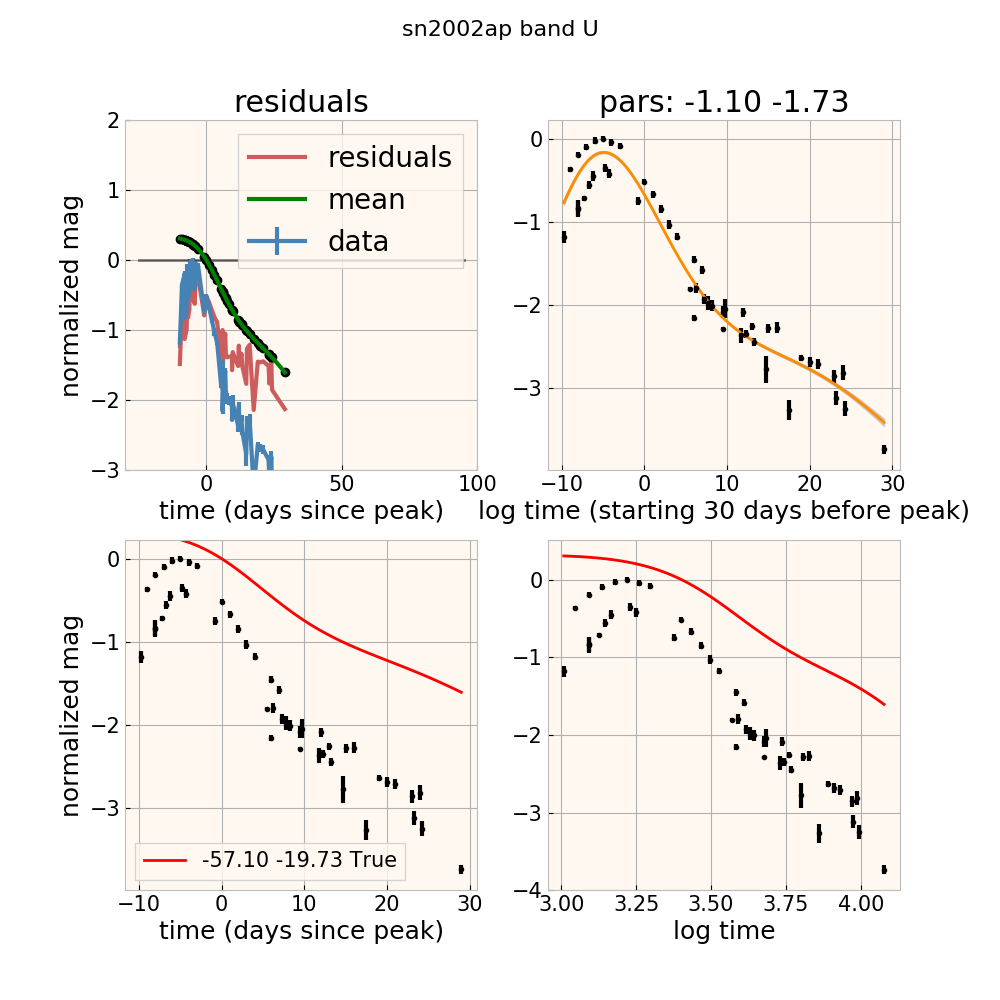 sn2002ap band U
residuals
pars: -1.10 -1.73
2
1
0
−1
−2
−3
normalized mag
residuals
mean
data
0
50
100
time (days since peak)
0
−1
−2
−3
−10
0
10
20
30
log time (starting 30 days before peak)
0
−1
−2
−3
normalized mag
-57.10 -19.73 True
−10
0
10
20
30
time (days since peak)
0
−1
−2
−3
−4
3.00
3.25
3.50
3.75
4.00
log time